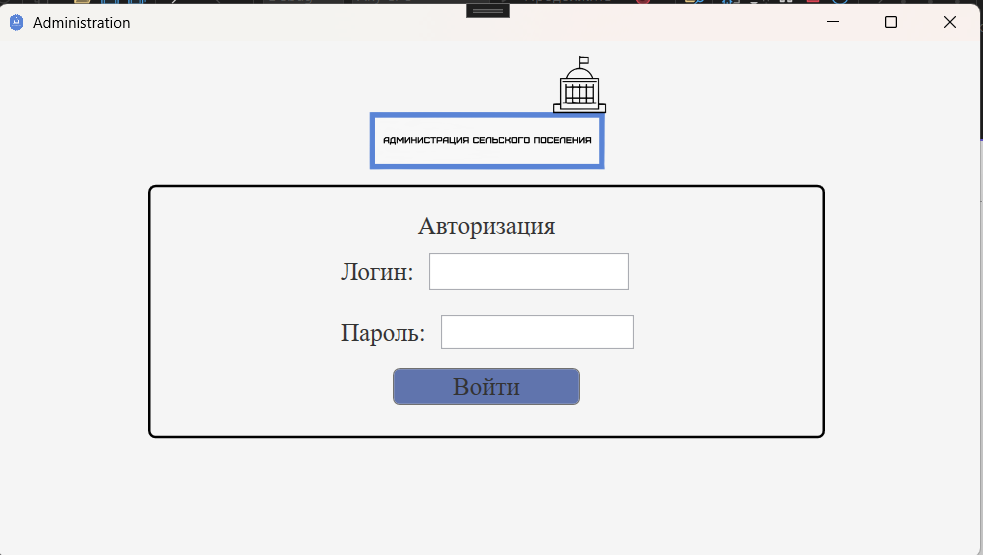 Administration
АДМИНИСТРАЦИЯ СЕЛЬСКОГО ПОСЕЛЕНИЯ
Авторизация
Логин:
Пароль:
Войти